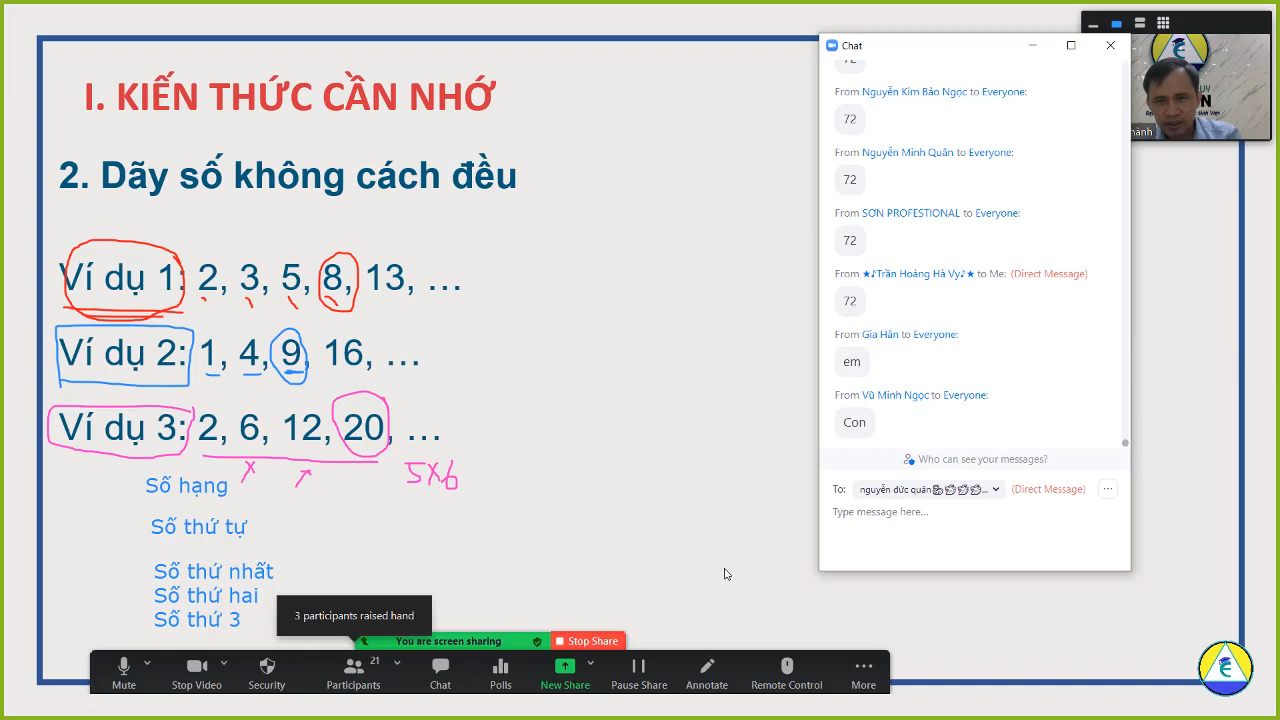 I. KIẾN THỨC CẦN NHỚ
2. Dãy số không cách đều
Ví dụ 1: 2, 3, 5, 8, 13, …
Ví dụ 2: 1, 4, 9, 16, …
Ví dụ 3: 2, 6, 12, 20, …
5x6
Số hạng
Số thứ tự
Số thứ nhất
Số thứ hai
Số thứ 3
3 participants raised hand
You are screen sharing
Stop Share
Mute
Stop Video
Security
21
Participants
Chat
Polls
New Share
Pause Share
Annotate
Remote Control
More
Chat
72
From Nguyễn Kim Bảo Ngọc to Everyone:
72
From Nguyễn Minh Quân to Everyone:
72
From SƠN PROFESTIONAL to Everyone:
72
From ★♪Trần Hoàng Hà Vy♪★ to Me: (Direct Message)
72
From Gia Hân to Everyone:
em
From Vũ Minh Ngọc to Everyone:
Con
Who can see your messages?
To: nguyễn đức quân... (Direct Message)
Type message here...